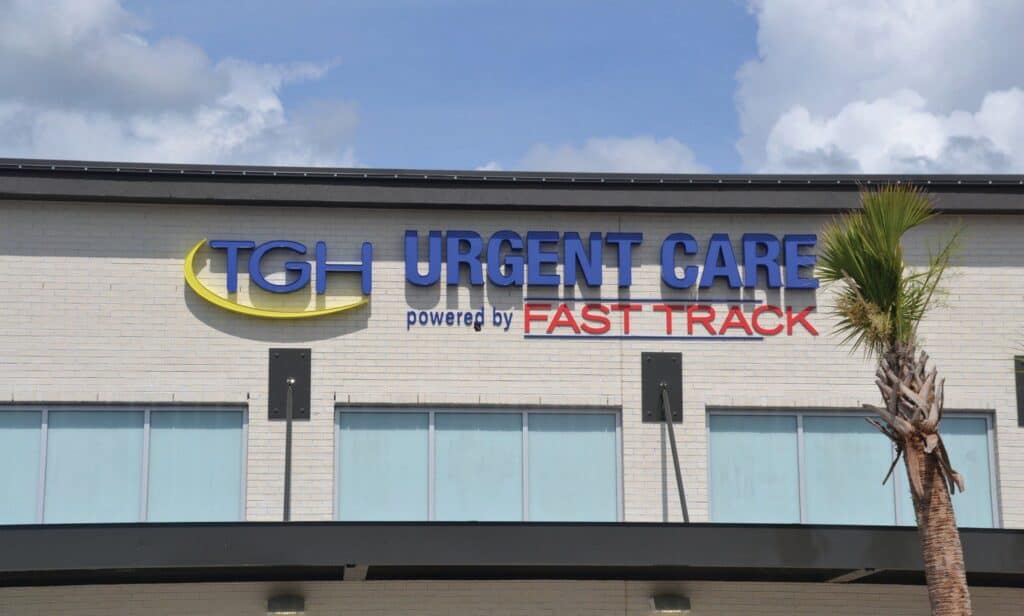 TGH URGENT CARE
powered by FAST TRACK